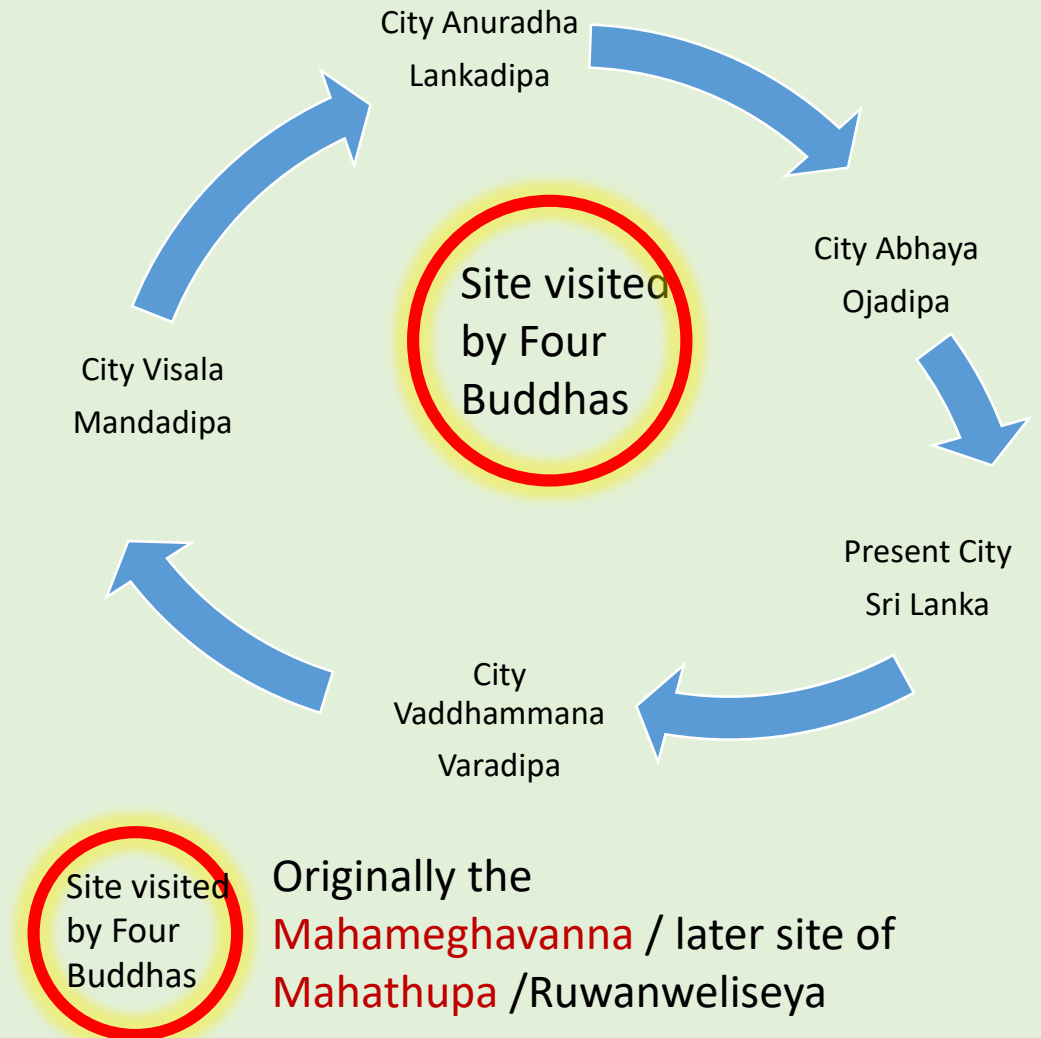 City Anuradha
Lankadipa
City Abhaya
Ojadipa
Site visited
by Four
Buddhas
City Visala
Mandadipa
Present City
Sri Lanka
City
Vaddhammana
Varadipa
Site visited
by Four
Buddhas
Originally the
Mahameghavanna / later site of
Mahathupa /Ruwanweliseya